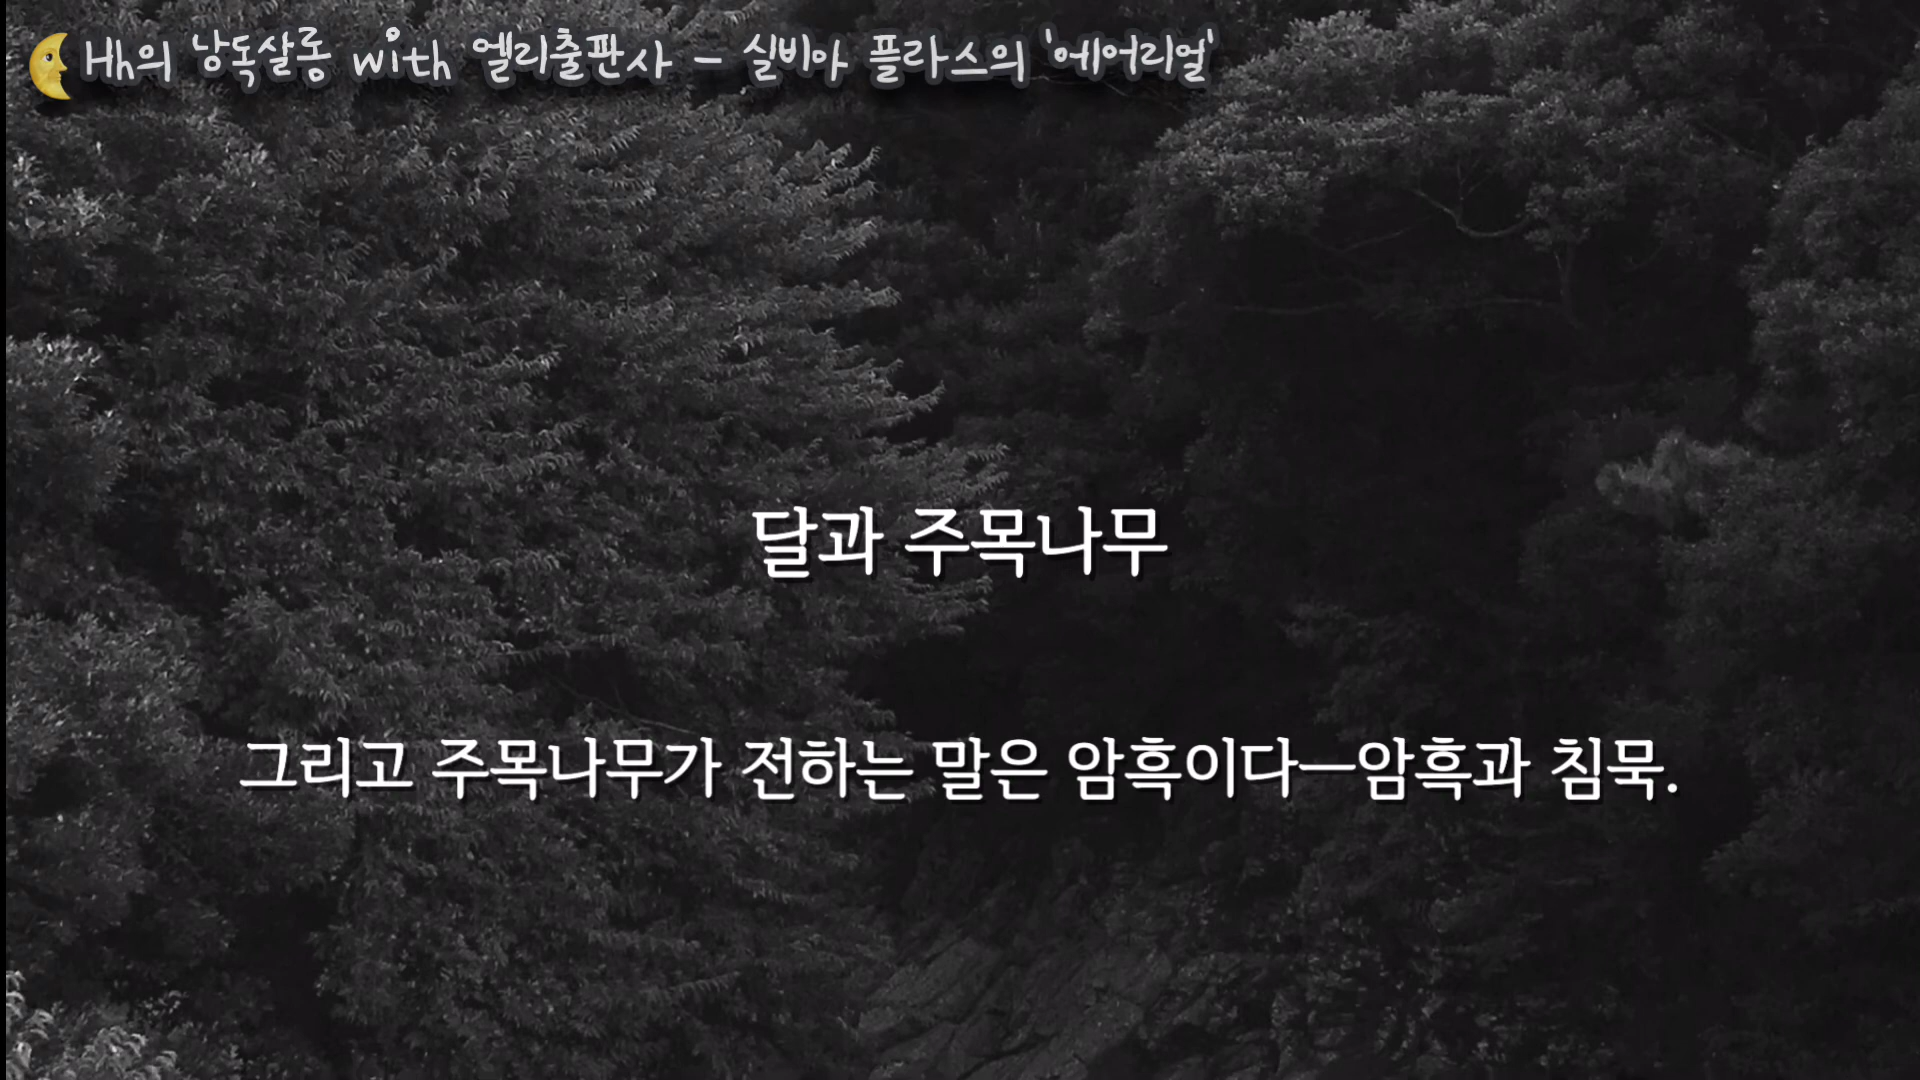 Hh의 낭독살롱 with 엘리출판사 - 실비아 플라스의 '에어리얼'
달과 주목나무
그리고 주목나무가 전하는 말은 암흑이다—암흑과 침묵.